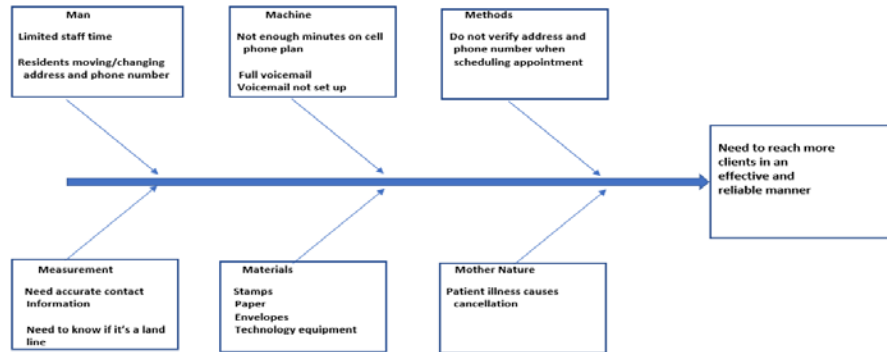 Man
Limited staff time
Residents moving/changing
address and phone number
Machine
Not enough minutes on cell
phone plan
Full voicemail
Voicemail not set up
Methods
Do not verify address and
phone number when
scheduling appointment
Need to reach more
clients in an
effective and
reliable manner
Measurement
Need accurate contact
Information
Need to know if it's a land
line
Materials
Stamps
Paper
Envelopes
Technology equipment
Mother Nature
Patient illness causes
cancellation